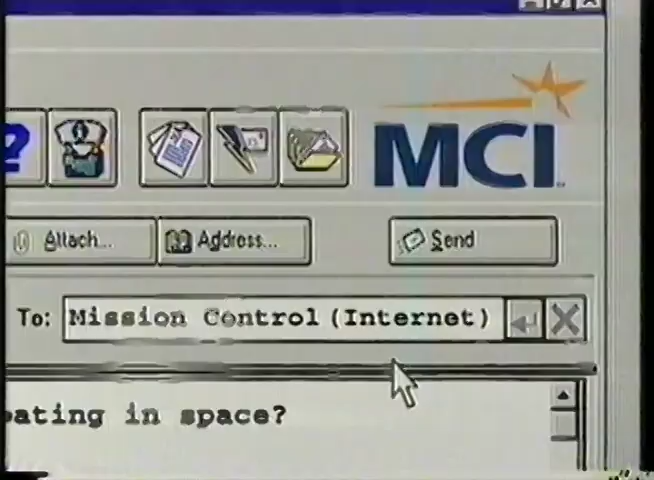 ?
MCI
Attach...
Address...
Send
To: Mission Control (Internet)
eating in space?